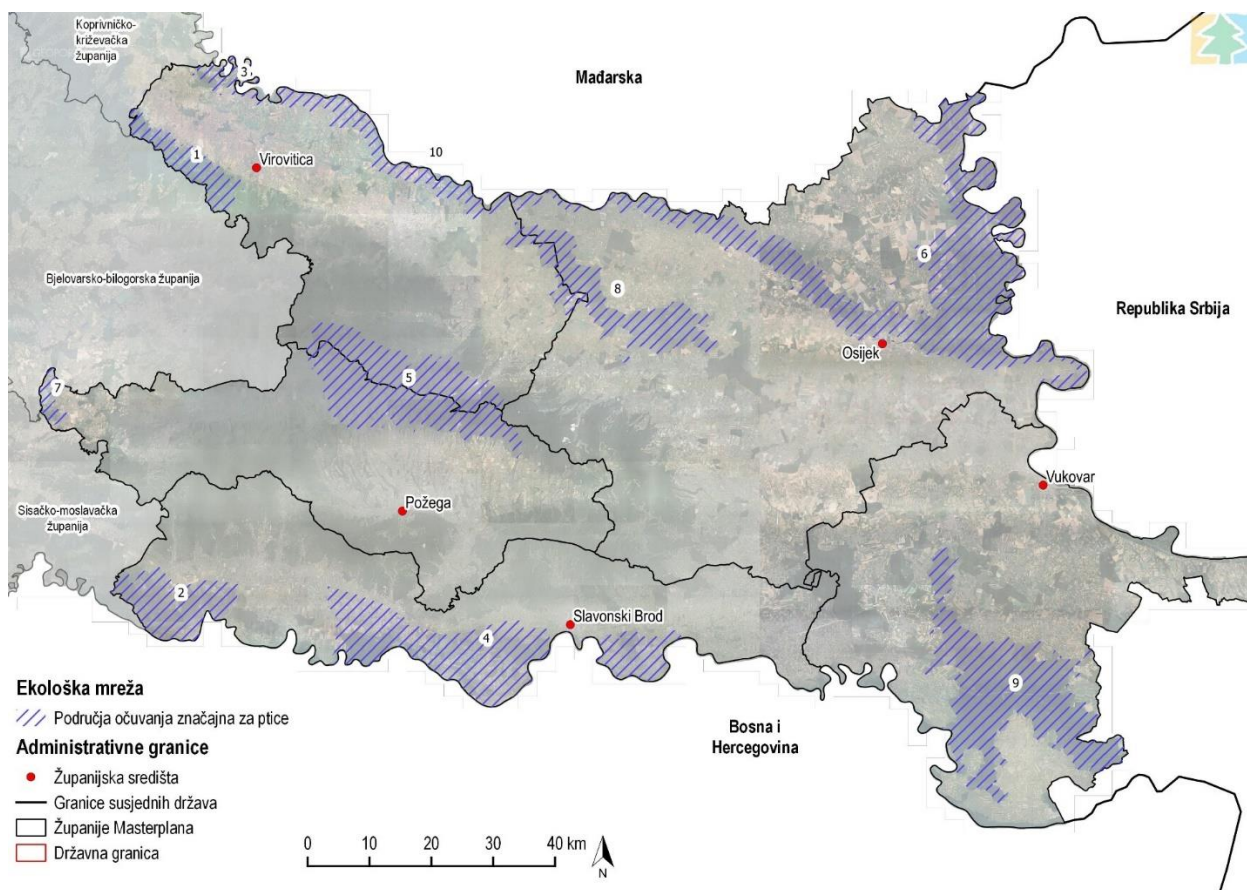 Koprivničko-
križevačka
županija
Mađarska
3
1
Virovitica
10
6
Bjelovarsko-bilogorska županija
8
Republika Srbija
Osijek
5
7
Vukovar
Požega
Sisačko-moslavačka
županija
2
Slavonski Brod
4
9
Bosna i
Hercegovina
Ekološka mreža
Područja očuvanja značajna za ptice
Administrativne granice
Županijska središta
Granice susjednih država
Županije Masterplana
Državna granica
0 10 20 30 40 km
N